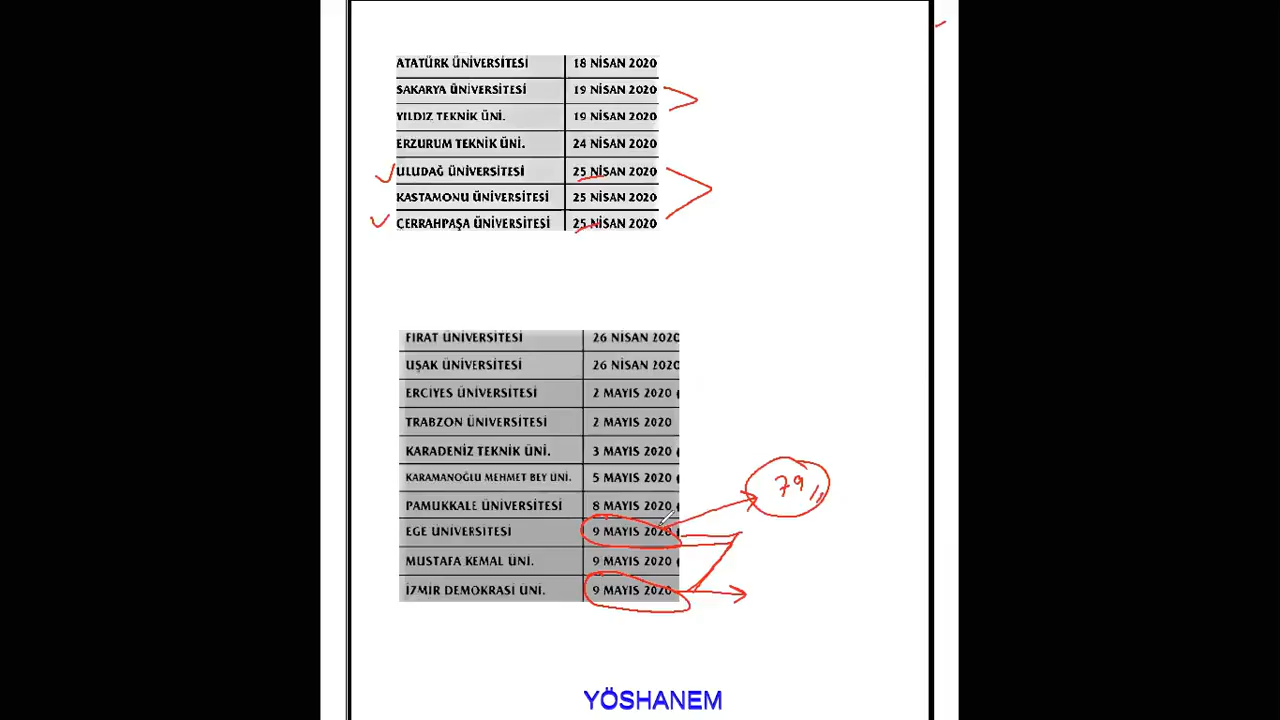 ATATÜRK ÜNİVERSİTESİ 18 NİSAN 2020
SAKARYA ÜNİVERSİTESİ 19 NİSAN 2020
YILDIZ TEKNİK ÜNİ. 19 NİSAN 2020
ERZURUM TEKNİK ÜNİ. 24 NİSAN 2020
ULUDAĞ ÜNİVERSİTESİ 25 NİSAN 2020
KASTAMONU ÜNİVERSİTESİ 25 NİSAN 2020
CERRAHPAŞA ÜNİVERSİTESİ 25 NİSAN 2020
FIRAT ÜNİVERSİTESİ 26 NİSAN 2020
UŞAK ÜNİVERSİTESİ 26 NİSAN 2020
ERCİYES ÜNİVERSİTESİ 2 MAYIS 2020 (
TRABZON ÜNİVERSİTESİ 2 MAYIS 2020
KARADENİZ TEKNİK ÜNİ. 3 MAYIS 2020 (
KARAMANOĞLU MEHMET BEY ÜNİ. 5 MAYIS 2020 (
PAMUKKALE ÜNİVERSİTESİ 8 MAYIS 2020 (
EGE ÜNİVERSİTESİ 9 MAYIS 2020 (
MUSTAFA KEMAL ÜNİ. 9 MAYIS 2020 (
İZMİR DEMOKRASİ ÜNİ. 9 MAYIS 2020
79
YÖSHANEM